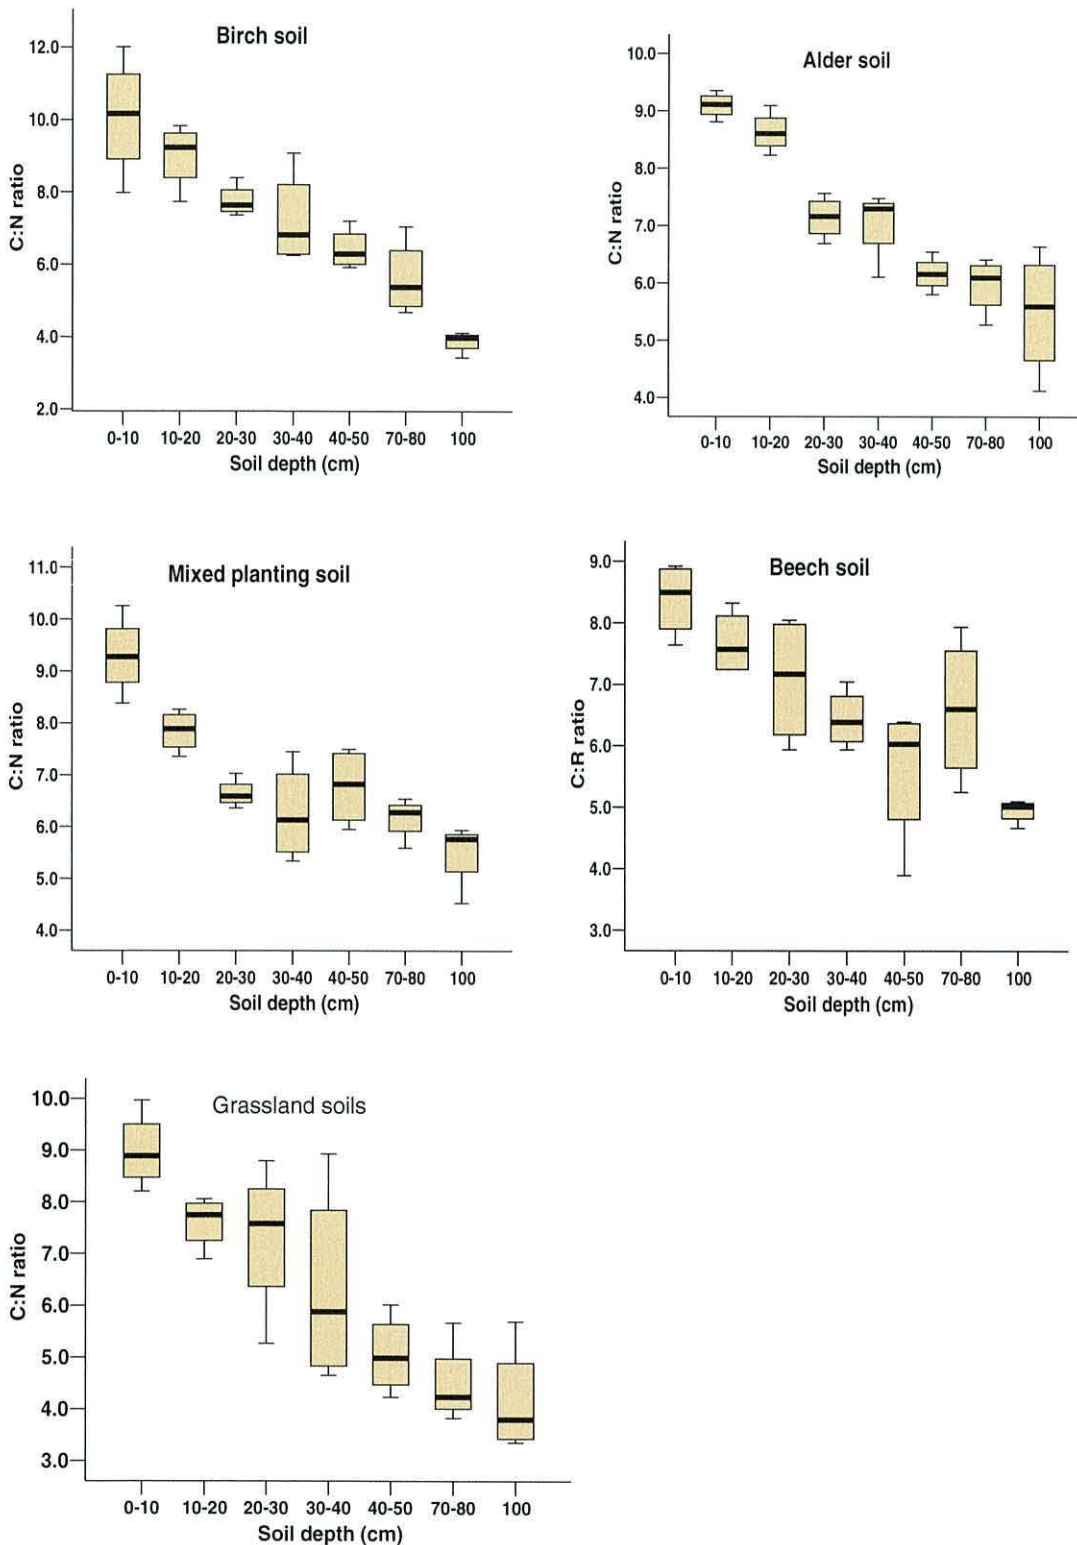 Birch soil
12.0
10.0
8.0
6.0
4.0
2.0
C:N ratio
0-10 10-20 20-30 30-40 40-50 70-80 100
Soil depth (cm)
Alder soil
10.0
9.0
8.0
7.0
6.0
5.0
4.0
C:N ratio
0-10 10-20 20-30 30-40 40-50 70-80 100
Soil depth (cm)
Mixed planting soil
11.0
10.0
9.0
8.0
7.0
6.0
5.0
4.0
C:N ratio
0-10 10-20 20-30 30-40 40-50 70-80 100
Soil depth (cm)
Beech soil
9.0
8.0
7.0
6.0
5.0
4.0
3.0
C:R ratio
0-10 10-20 20-30 30-40 40-50 70-80 100
Soil depth (cm)
Grassland soils
10.0
9.0
8.0
7.0
6.0
5.0
4.0
3.0
C:N ratio
0-10 10-20 20-30 30-40 40-50 70-80 100
Soil depth (cm)